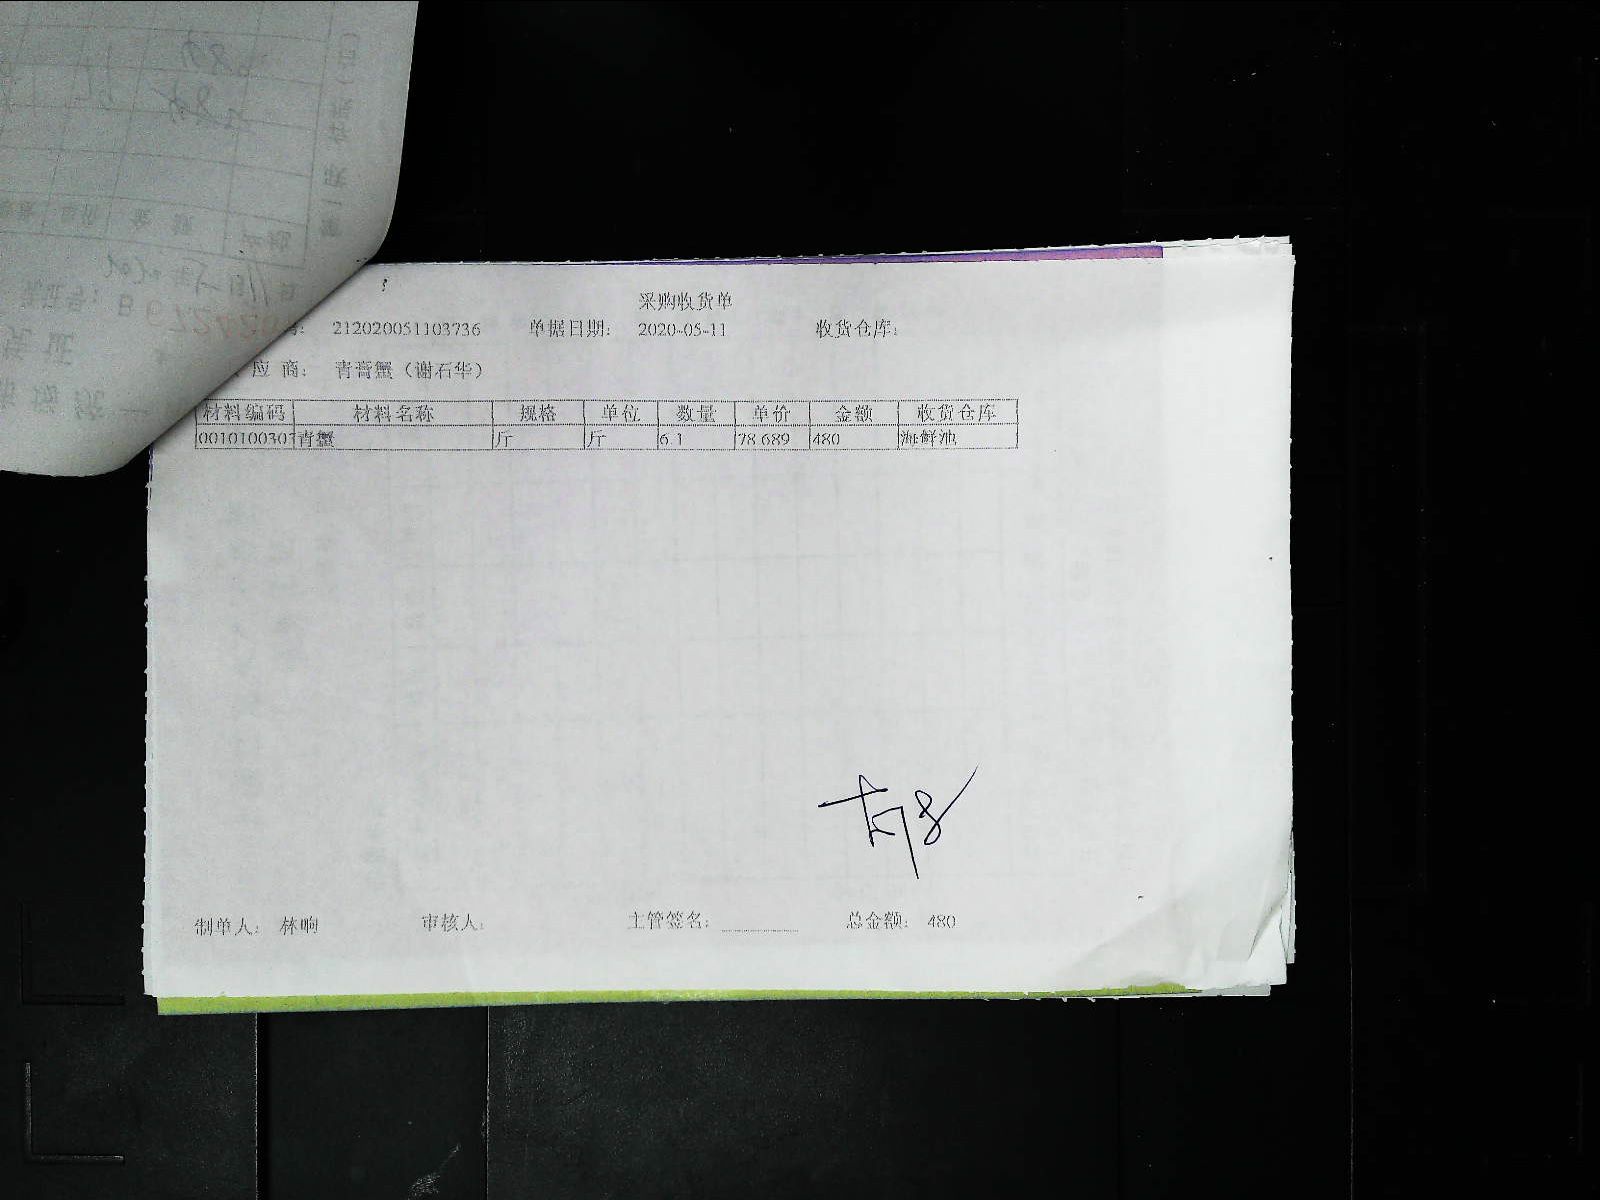 采购收货单
号： 212020051103736 单据日期： 2020-05-11 收货仓库：
应 商： 青膏蟹（谢石华）
材料编码 材料名称 规格 单位 数量 单价 金额 收货仓库
0010100303 青蟹 斤 斤 6.1 78.689 480 海鲜池
制单人： 林晌 审核人： 主管签名： 总金额： 480